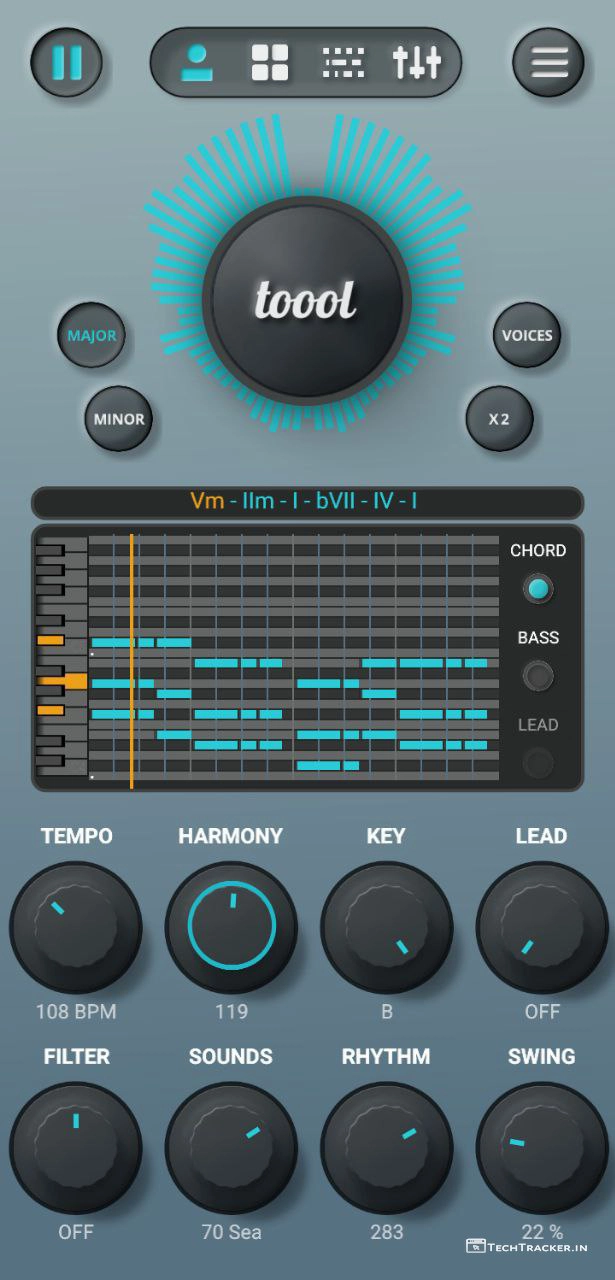 toool
MAJOR
VOICES
MINOR
X2
Vm - IIm - I - bVII - IV - I
CHORD
BASS
LEAD
TEMPO HARMONY KEY LEAD
108 BPM 119 B OFF
FILTER SOUNDS RHYTHM SWING
OFF 70 Sea 283 22 %
TECHTRACKER.IN